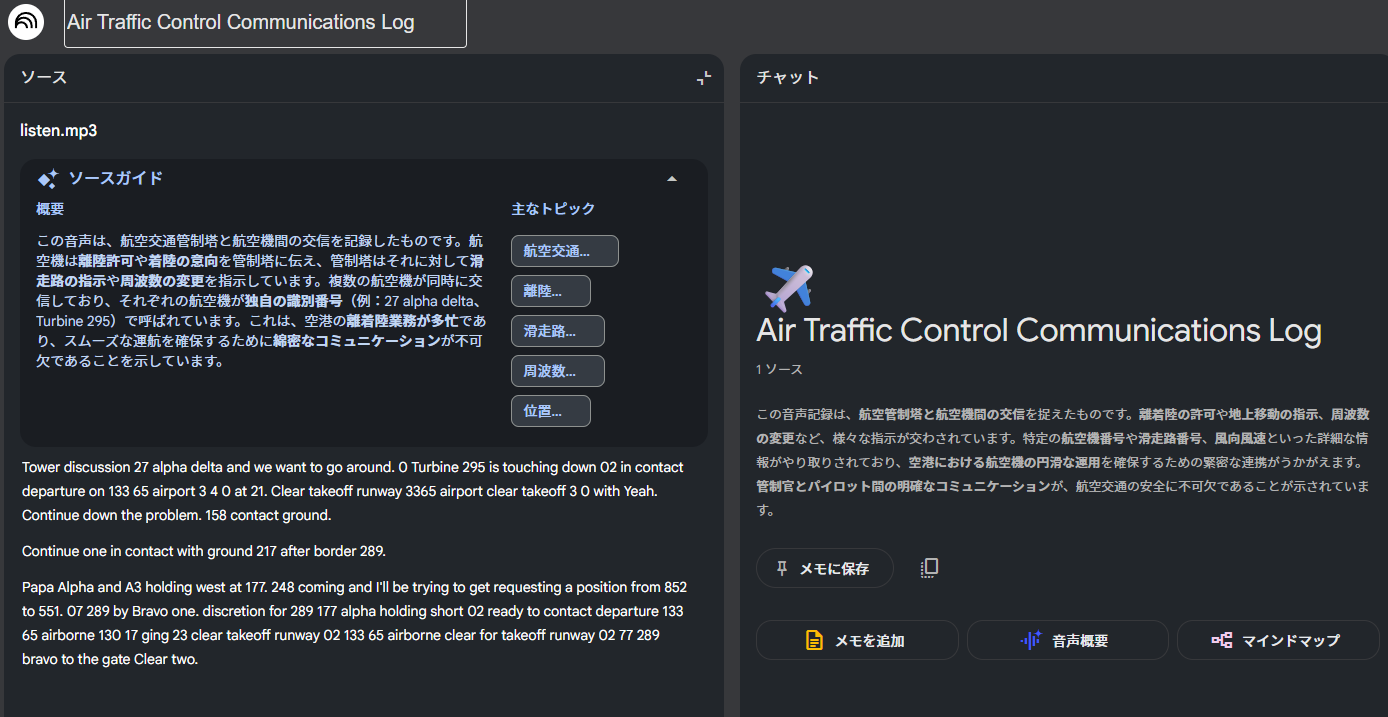 Air Traffic Control Communications Log
ソース
listen.mp3
ソースガイド
概要
この音声は、航空交通管制塔と航空機間の交信を記録したものです。航
空機は離陸許可や着陸の意向を管制塔に伝え、管制塔はそれに対して滑
走路の指示や周波数の変更を指示しています。複数の航空機が同時に交
信しており、それぞれの航空機が独自の識別番号（例：27 alpha delta、
Turbine 295）で呼ばれています。これは、空港の離着陸業務が多忙であ
り、スムーズな運航を確保するために綿密なコミュニケーションが不可
欠であることを示しています。
主なトピック
航空交通...
離陸...
滑走路...
周波数...
位置...
Tower discussion 27 alpha delta and we want to go around. 0 Turbine 295 is touching down 02 in contact
departure on 133 65 airport 3 4 0 at 21. Clear takeoff runway 3365 airport clear takeoff 3 0 with Yeah.
Continue down the problem. 158 contact ground.
Continue one in contact with ground 217 after border 289.
Papa Alpha and A3 holding west at 177. 248 coming and I'll be trying to get requesting a position from 852
to 551. 07 289 by Bravo one. discretion for 289 177 alpha holding short 02 ready to contact departure 133
65 airborne 130 17 ging 23 clear takeoff runway 02 133 65 airborne clear for takeoff runway 02 77 289
bravo to the gate Clear two.
チャット
Air Traffic Control Communications Log
1 ソース
この音声記録は、航空管制塔と航空機間の交信を捉えたものです。離着陸の許可や地上移動の指示、周波数
の変更など、様々な指示が交わされています。特定の航空機番号や滑走路番号、風向風速といった詳細な情
報がやり取りされており、空港における航空機の円滑な運用を確保するための緊密な連携がうかがえます。
管制官とパイロット間の明確なコミュニケーションが、航空交通の安全に不可欠であることが示されていま
す。
メモに保存
メモを追加
音声概要
マインドマップ